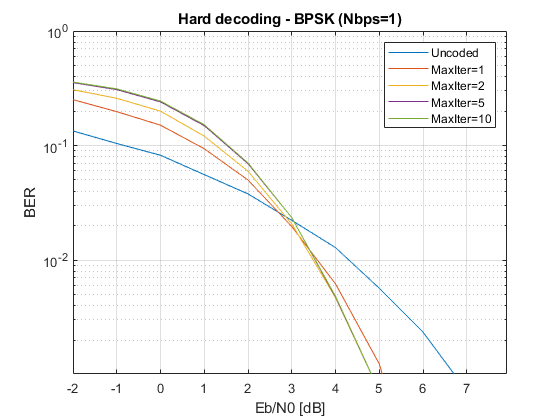 Hard decoding - BPSK (Nbps=1)
10^0
10^-1
10^-2
BER
Uncoded
MaxIter=1
MaxIter=2
MaxIter=5
MaxIter=10
-2 -1 0 1 2 3 4 5 6 7
Eb/N0 [dB]